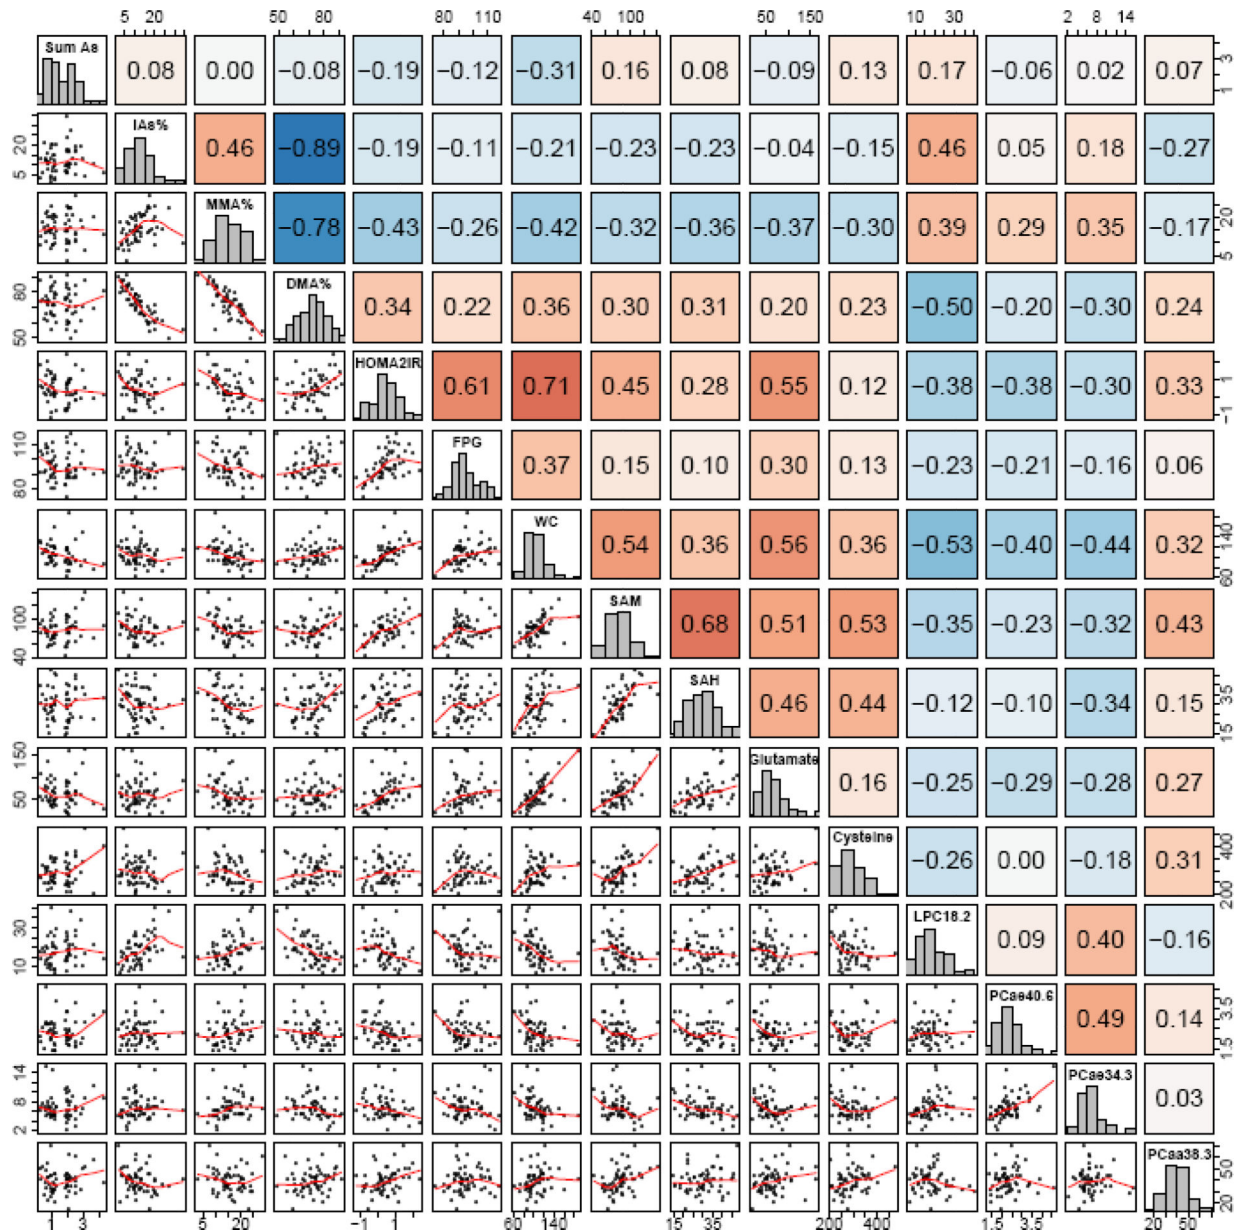 5 20 50 80 80 110 40 100 50 150 10 30 2 8 14
Sum As 0.08 0.00 −0.08 −0.19 −0.12 −0.31 0.16 0.08 −0.09 0.13 0.17 −0.06 0.02 0.07 1 3
5 20 IAs% 0.46 −0.89 −0.19 −0.11 −0.21 −0.23 −0.23 −0.04 −0.15 0.46 0.05 0.18 −0.27
MMA% −0.78 −0.43 −0.26 −0.42 −0.32 −0.36 −0.37 −0.30 0.39 0.29 0.35 −0.17 5 20
50 80 DMA% 0.34 0.22 0.36 0.30 0.31 0.20 0.23 −0.50 −0.20 −0.30 0.24
HOMA2IR 0.61 0.71 0.45 0.28 0.55 0.12 −0.38 −0.38 −0.30 0.33 −1 1
80 110 FPG 0.37 0.15 0.10 0.30 0.13 −0.23 −0.21 −0.16 0.06
WC 0.54 0.36 0.56 0.36 −0.53 −0.40 −0.44 0.32 60 140
40 100 SAM 0.68 0.51 0.53 −0.35 −0.23 −0.32 0.43
SAH 0.46 0.44 −0.12 −0.10 −0.34 0.15 15 35
50 150 Glutamate 0.16 −0.25 −0.29 −0.28 0.27
Cysteine −0.26 0.00 −0.18 0.31 200 400
10 30 LPC18.2 0.09 0.40 −0.16
PCae40.6 0.49 0.14 1.5 3.5
2 8 14 PCae34.3 0.03
PCaa38.3 20 50
1 3 5 20 −1 1 60 140 15 35 200 400 1.5 3.5 20 50